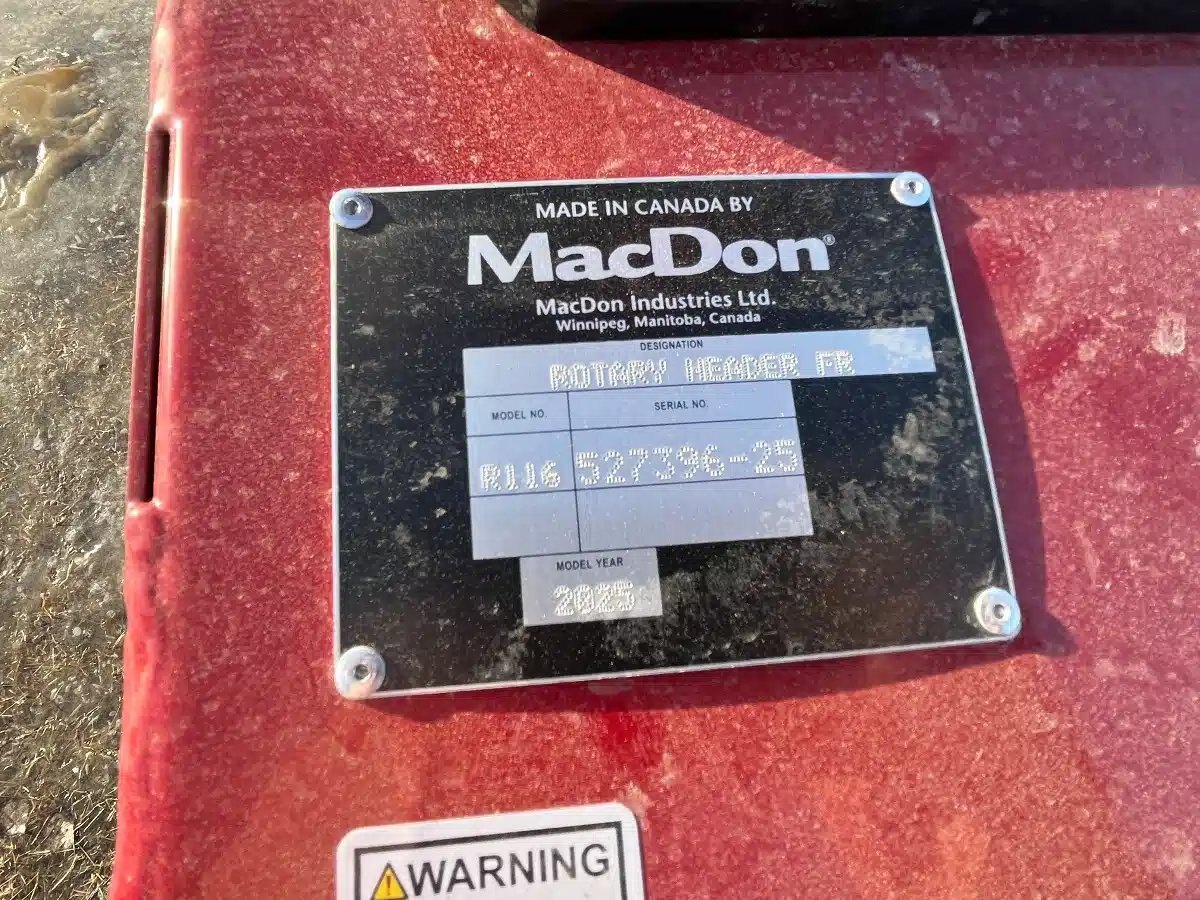 MADE IN CANADA BY
MacDon®
MacDon Industries Ltd.
Winnipeg, Manitoba, Canada
DESIGNATION
ROTARY HEADER FR
MODEL NO. SERIAL NO.
R116 527396-25
MODEL YEAR
2025
WARNING